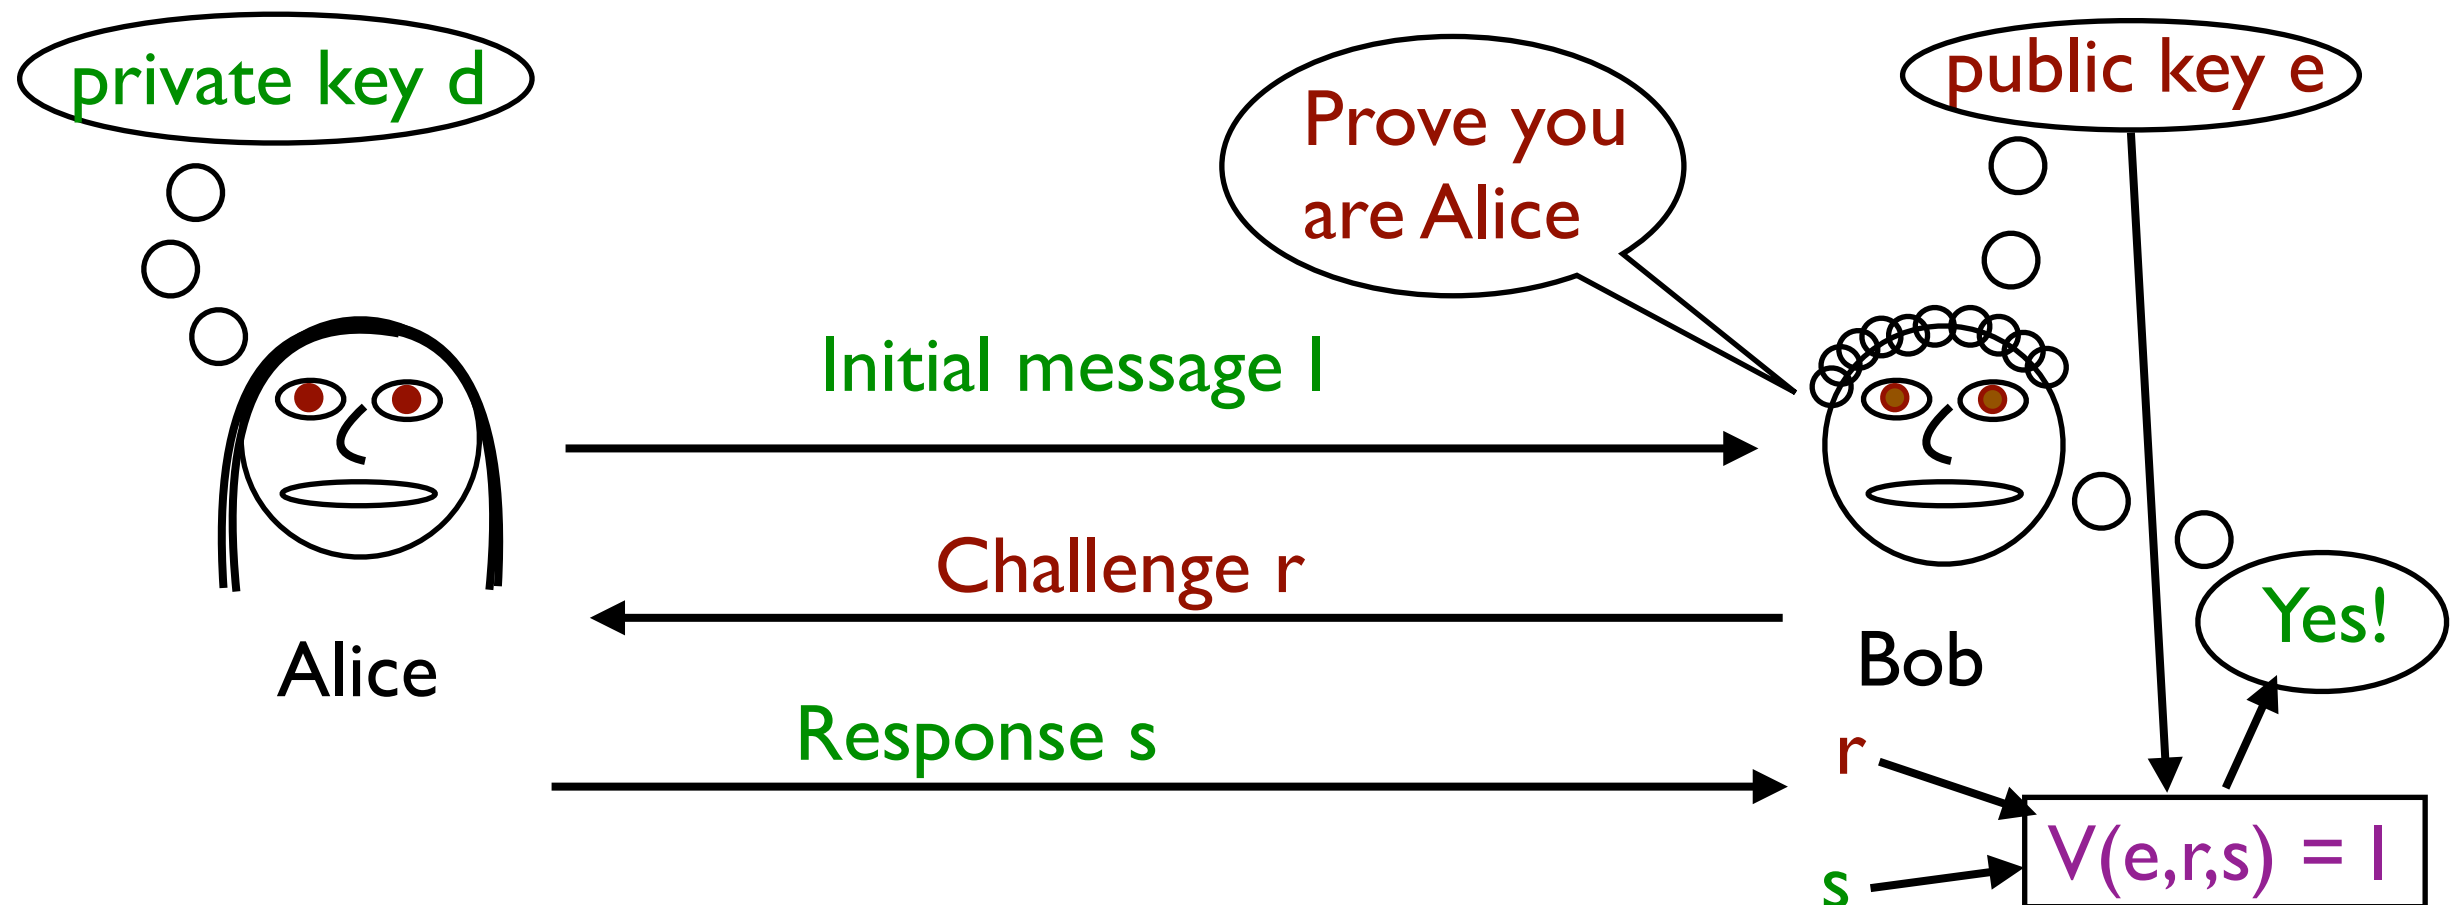 private key d
public key e
Prove you
are Alice
Initial message I
Challenge r
Yes!
Alice
Bob
Response s
r
V(e,r,s) = I
s